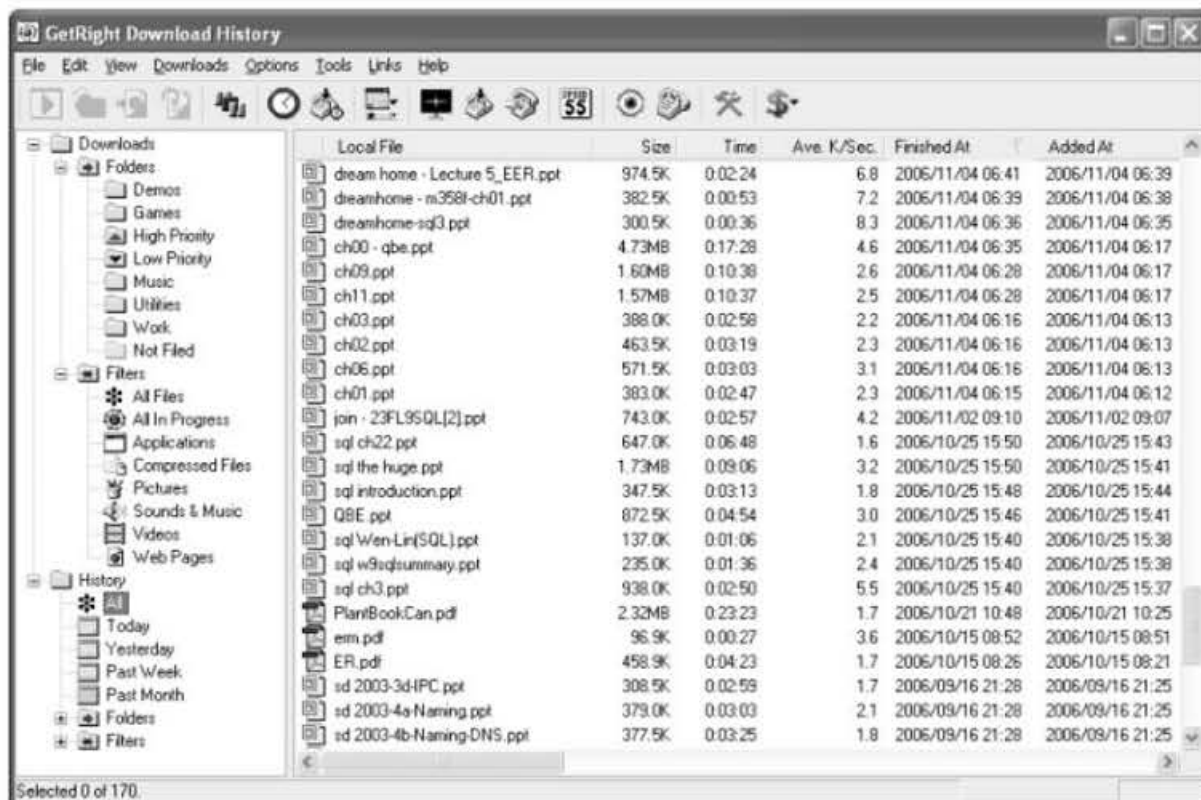 GetRight Download History
File Edit View Downloads Options Tools Links Help
SPEED
55
Downloads
Folders
Demos
Games
High Priority
Low Priority
Music
Utilities
Work
Not Filed
Filters
All Files
All In Progress
Applications
Compressed Files
Pictures
Sounds & Music
Videos
Web Pages
History
All
Today
Yesterday
Past Week
Past Month
Folders
Filters
Local File Size Time Ave. K/Sec. Finished At Added At
dream home - Lecture 5_EER.ppt 974.5K 0:02:24 6.8 2006/11/04 06:41 2006/11/04 06:39
dreamhome - m358f-ch01.ppt 382.5K 0:00:53 7.2 2006/11/04 06:39 2006/11/04 06:38
dreamhome-sql3.ppt 300.5K 0:00:36 8.3 2006/11/04 06:36 2006/11/04 06:35
ch00 - qbe.ppt 4.73MB 0:17:28 4.6 2006/11/04 06:35 2006/11/04 06:17
ch09.ppt 1.60MB 0:10:38 2.6 2006/11/04 06:28 2006/11/04 06:17
ch11.ppt 1.57MB 0:10:37 2.5 2006/11/04 06:28 2006/11/04 06:17
ch03.ppt 388.0K 0:02:58 2.2 2006/11/04 06:16 2006/11/04 06:13
ch02.ppt 463.5K 0:03:19 2.3 2006/11/04 06:16 2006/11/04 06:13
ch06.ppt 571.5K 0:03:03 3.1 2006/11/04 06:16 2006/11/04 06:13
ch01.ppt 383.0K 0:02:47 2.3 2006/11/04 06:15 2006/11/04 06:12
join - 23FL9SQL[2].ppt 743.0K 0:02:57 4.2 2006/11/02 09:10 2006/11/02 09:07
sql ch22.ppt 647.0K 0:06:48 1.6 2006/10/25 15:50 2006/10/25 15:43
sql the huge.ppt 1.73MB 0:09:06 3.2 2006/10/25 15:50 2006/10/25 15:41
sql introduction.ppt 347.5K 0:03:13 1.8 2006/10/25 15:48 2006/10/25 15:44
QBE.ppt 872.5K 0:04:54 3.0 2006/10/25 15:46 2006/10/25 15:41
sql Wen-Lin(SQL).ppt 137.0K 0:01:06 2.1 2006/10/25 15:40 2006/10/25 15:38
sql w9sqlsummary.ppt 235.0K 0:01:36 2.4 2006/10/25 15:40 2006/10/25 15:38
sql ch3.ppt 938.0K 0:02:50 5.5 2006/10/25 15:40 2006/10/25 15:37
PlantBookCan.pdf 2.32MB 0:23:23 1.7 2006/10/21 10:48 2006/10/21 10:25
erm.pdf 96.9K 0:00:27 3.6 2006/10/15 08:52 2006/10/15 08:51
ER.pdf 458.9K 0:04:23 1.7 2006/10/15 08:26 2006/10/15 08:21
sd 2003-3d-IPC.ppt 308.5K 0:02:59 1.7 2006/09/16 21:28 2006/09/16 21:25
sd 2003-4a-Naming.ppt 379.0K 0:03:03 2.1 2006/09/16 21:28 2006/09/16 21:25
sd 2003-4b-Naming-DNS.ppt 377.5K 0:03:25 1.8 2006/09/16 21:28 2006/09/16 21:25
Selected 0 of 170.